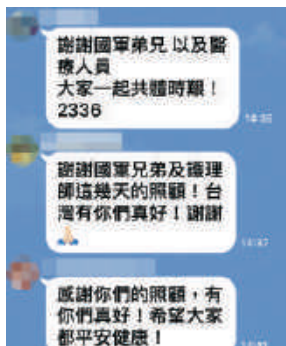 謝謝國軍弟兄 以及醫
療人員
大家一起共體時艱！
2336
謝謝國軍兄弟及護理
師這幾天的照顧！台
灣有你們真好！謝謝
🙏🏻
感謝你們的照顧，有
你們真好！希望大家
都平安健康！